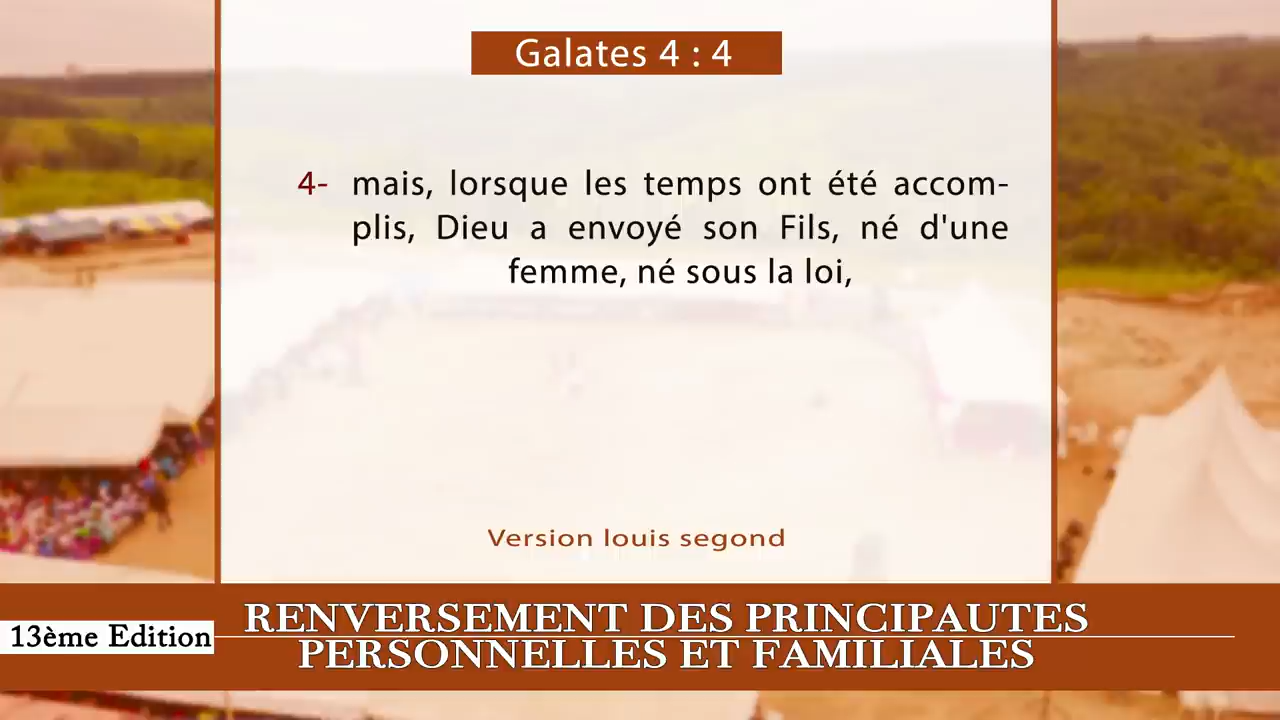 Galates 4 : 4
4- mais, lorsque les temps ont été accom-
plis, Dieu a envoyé son Fils, né d'une
femme, né sous la loi,
Version louis segond
13ème Edition
RENVERSEMENT DES PRINCIPAUTES
PERSONNELLES ET FAMILIALES